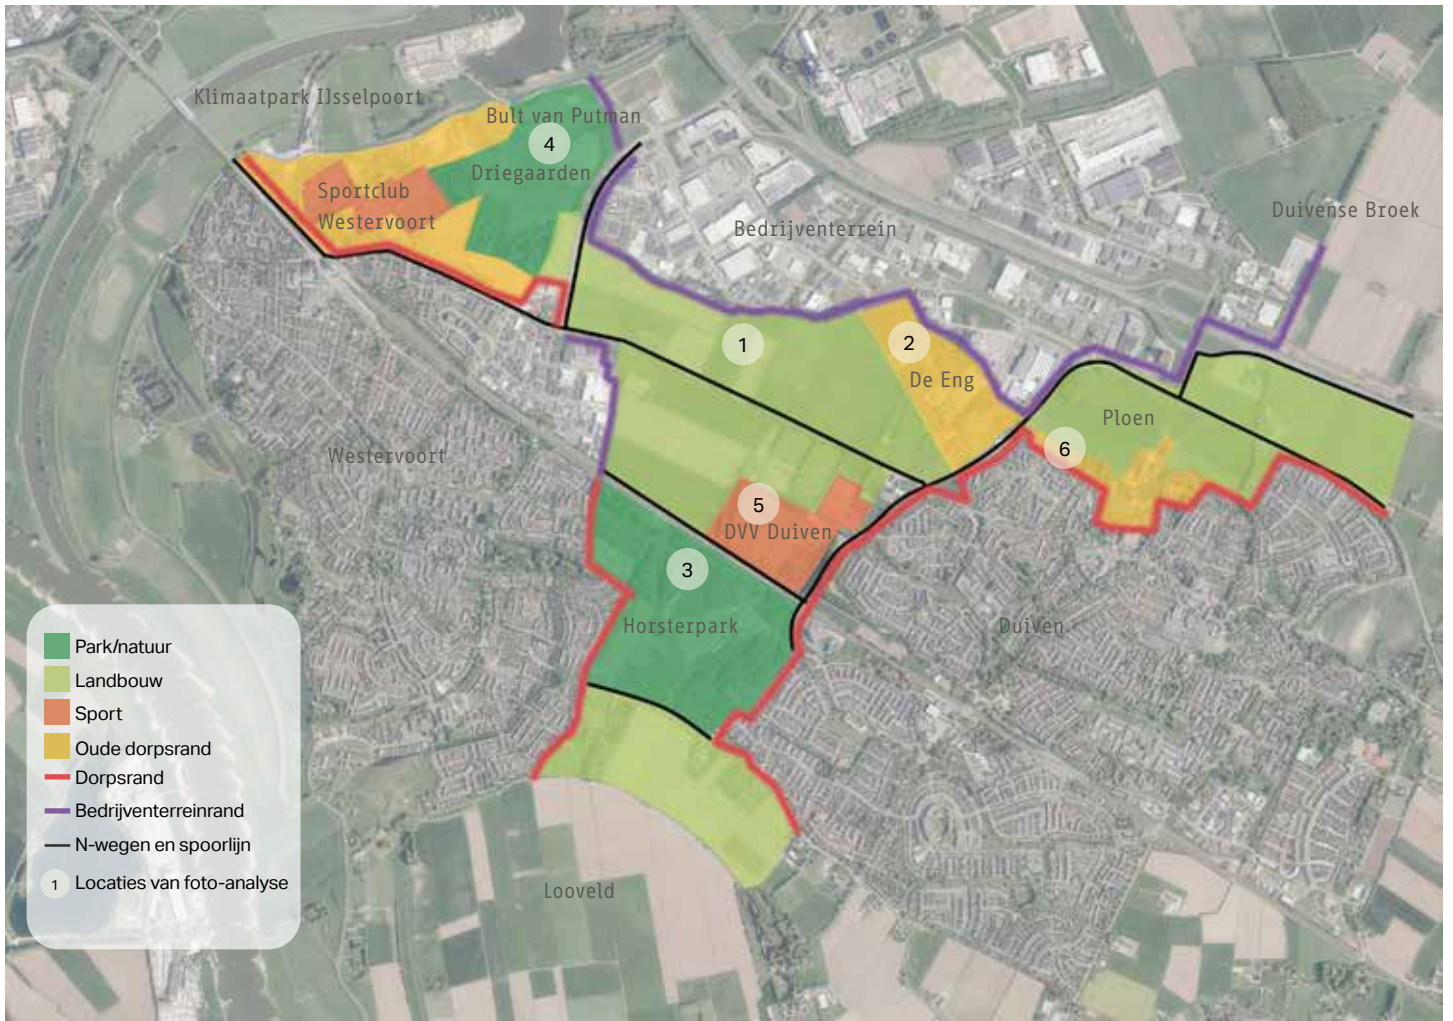 Klimaatpark IJsselpoort
Bult van Putman
4
Driegaarden
Sportclub
Westervoort
Bedrijventerrein
Duivense Broek
1
2
De Eng
Ploen
6
Westervoort
5
DVV Duiven
3
Horsterpark
Duiven
Looveld
Park/natuur
Landbouw
Sport
Oude dorpsrand
Dorpsrand
Bedrijventerreinrand
N-wegen en spoorlijn
1 Locaties van foto-analyse